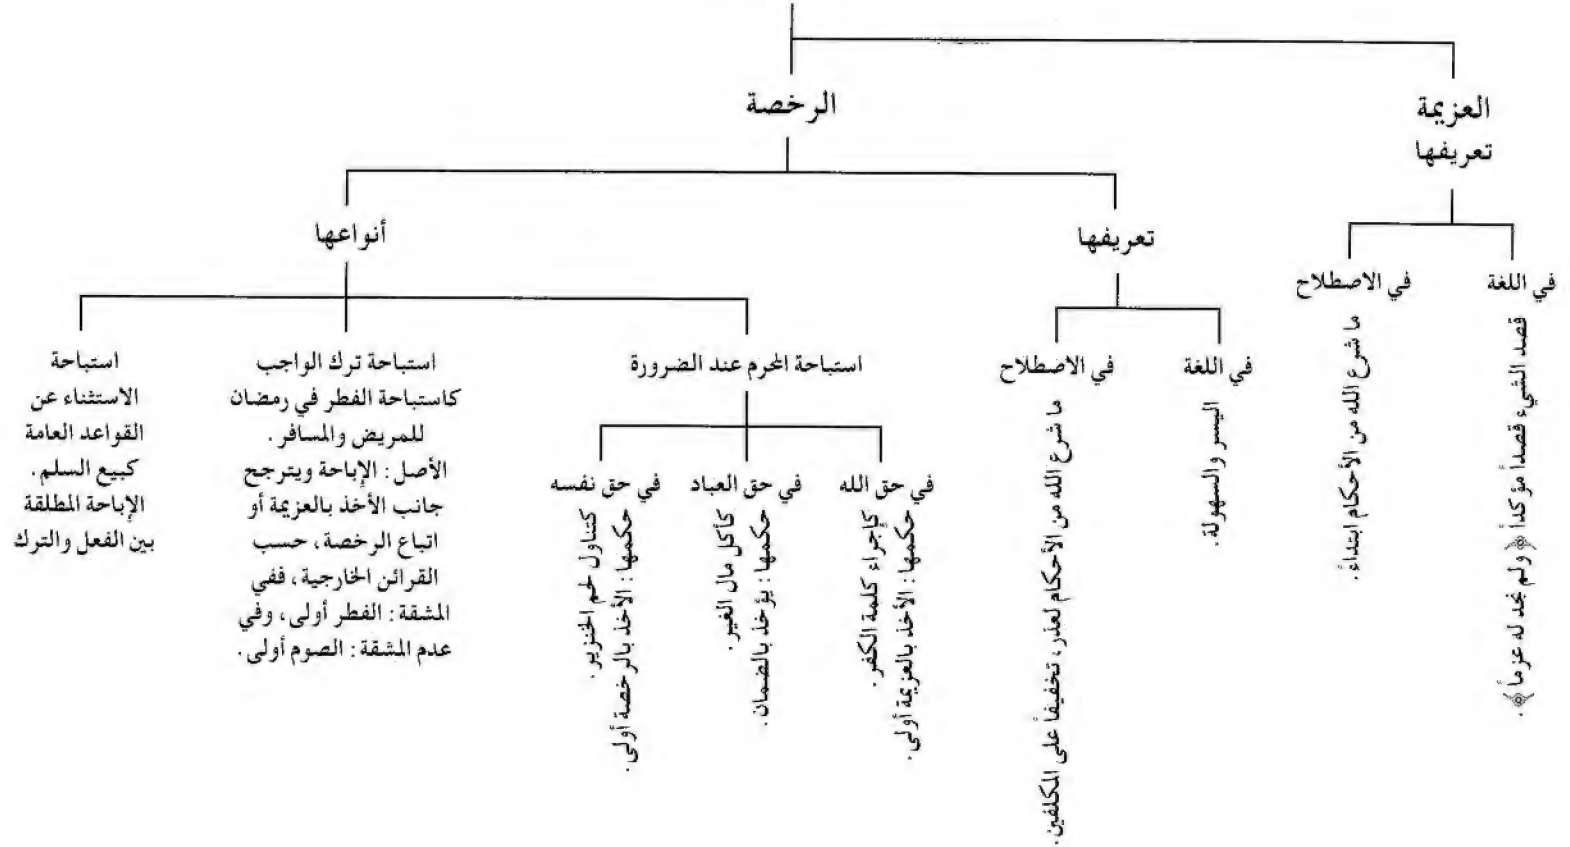 العزيمة
تعريفها
في اللغة
قصد الشيء قصداً مؤكداً ﴿ولم نجد له عزماً﴾.
في الاصطلاح
ما شرع الله من الأحكام ابتداءً.
الرخصة
تعريفها
في اللغة
اليسر والسهولة.
في الاصطلاح
ما شرع الله من الأحكام لعذر، تخفيفاً على المكلفين.
أنواعها
استباحة المحرم عند الضرورة
في حق الله
كإجراء كلمة الكفر.
حكمها: الأخذ بالعزيمة أولى.
في حق العباد
كأكل مال الغير.
حكمها: يؤخذ بالضمان.
في حق نفسه
كتناول لحم الخنزير.
حكمها: الأخذ بالرخصة أولى.
استباحة ترك الواجب
كاستباحة الفطر في رمضان
للمريض والمسافر.
الأصل: الإباحة ويترجح
جانب الأخذ بالعزيمة أو
اتباع الرخصة، حسب
القرائن الخارجية، ففي
المشقة: الفطر أولى، وفي
عدم المشقة: الصوم أولى.
استباحة
الاستثناء عن
القواعد العامة
كبيع السلم.
الإباحة المطلقة
بين الفعل والترك